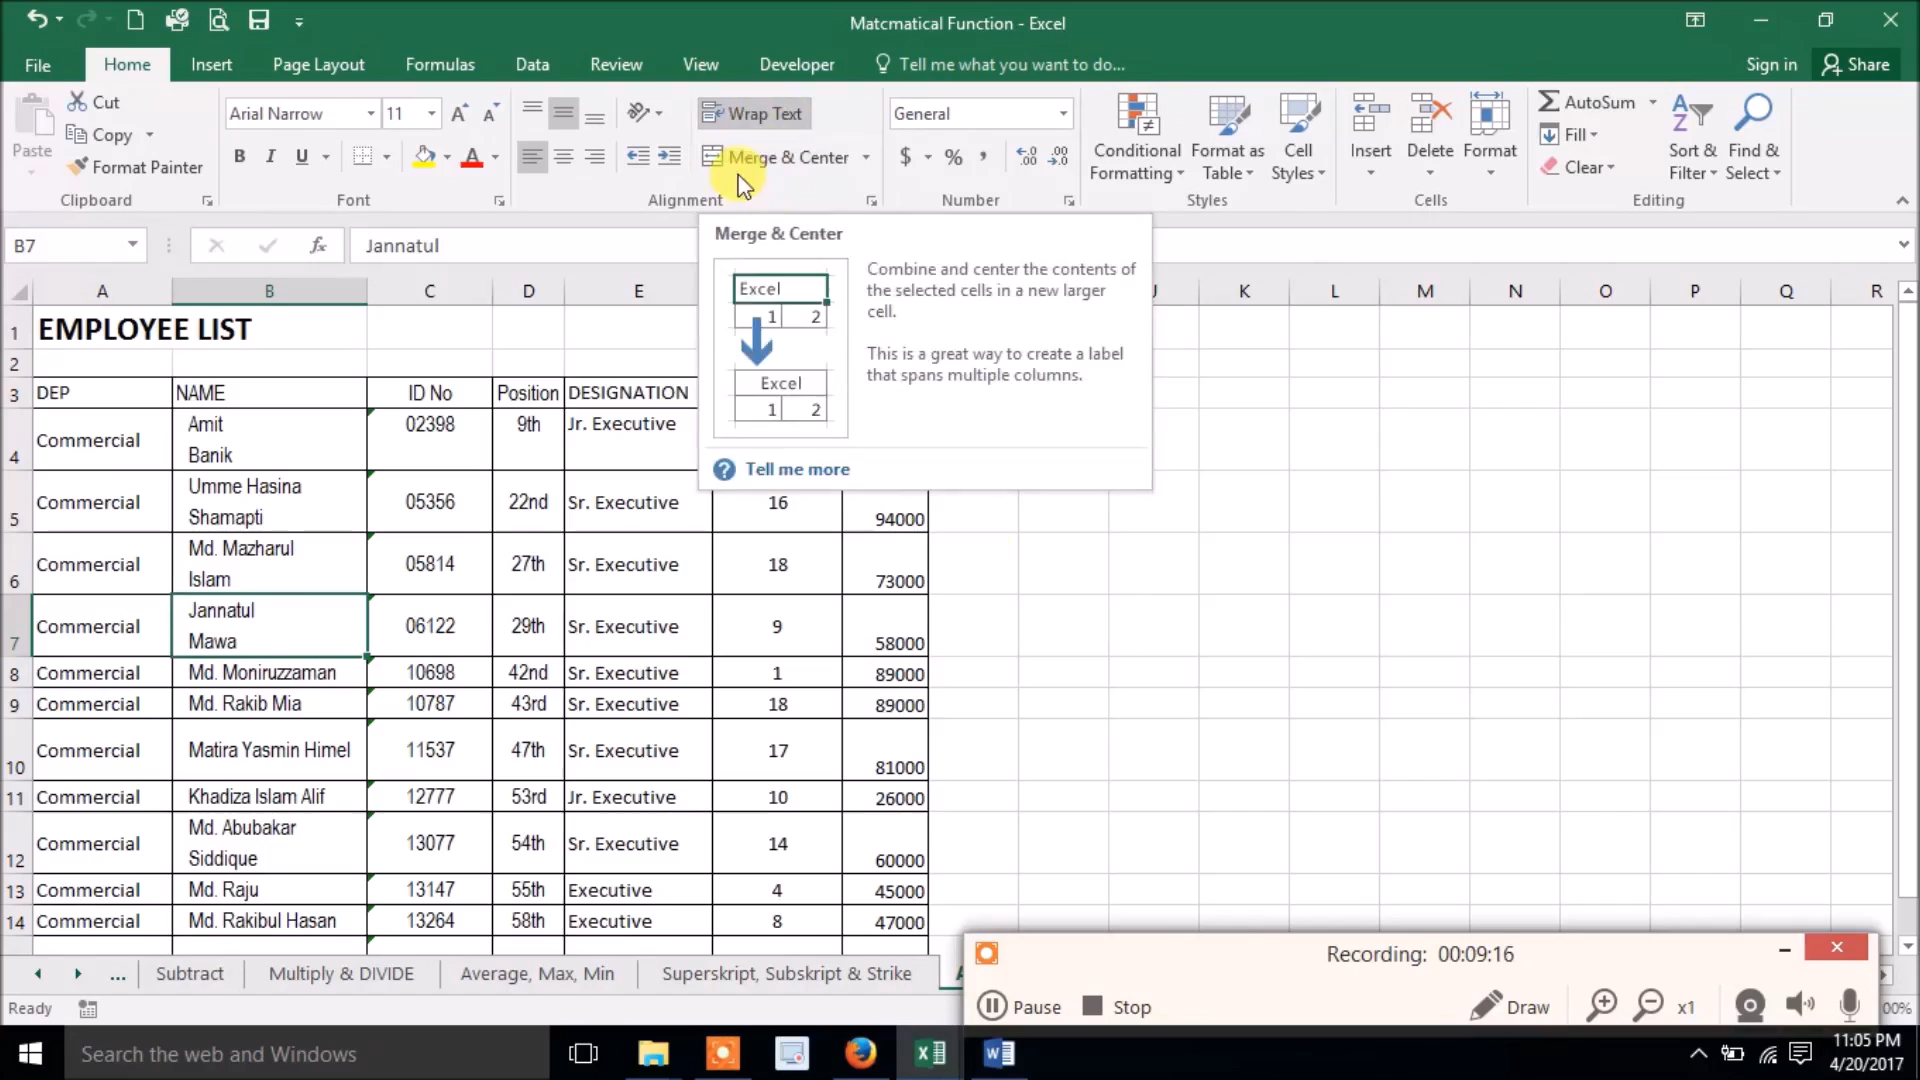 Matcmatical Function - Excel
File Home Insert Page Layout Formulas Data Review View Developer Tell me what you want to do... Sign in Share
Paste Cut Copy Format Painter
Clipboard
Arial Narrow 11
B I U A
Font
Wrap Text
Merge & Center
Alignment
General
$ % ,
Number
Conditional Formatting Format as Table Cell Styles
Styles
Insert Delete Format
Cells
AutoSum Fill Clear Sort & Filter Find & Select
Editing
B7 fx Jannatul
Merge & Center
Excel
1 2
Excel
1 2
Combine and center the contents of
the selected cells in a new larger
cell.
This is a great way to create a label
that spans multiple columns.
Tell me more
A B C D E K L M N O P Q R
1 EMPLOYEE LIST
2
3 DEP NAME ID No Position DESIGNATION
4 Commercial Amit Banik 02398 9th Jr. Executive
5 Commercial Umme Hasina Shamapti 05356 22nd Sr. Executive 16 94000
6 Commercial Md. Mazharul Islam 05814 27th Sr. Executive 18 73000
7 Commercial Jannatul Mawa 06122 29th Sr. Executive 9 58000
8 Commercial Md. Moniruzzaman 10698 42nd Sr. Executive 1 89000
9 Commercial Md. Rakib Mia 10787 43rd Sr. Executive 18 89000
10 Commercial Matira Yasmin Himel 11537 47th Sr. Executive 17 81000
11 Commercial Khadiza Islam Alif 12777 53rd Jr. Executive 10 26000
12 Commercial Md. Abubakar Siddique 13077 54th Sr. Executive 14 60000
13 Commercial Md. Raju 13147 55th Executive 4 45000
14 Commercial Md. Rakibul Hasan 13264 58th Executive 8 47000
... Subtract Multiply & DIVIDE Average, Max, Min Superskript, Subskript & Strike
Ready
Recording: 00:09:16
Pause Stop Draw x1
Search the web and Windows
11:05 PM
4/20/2017